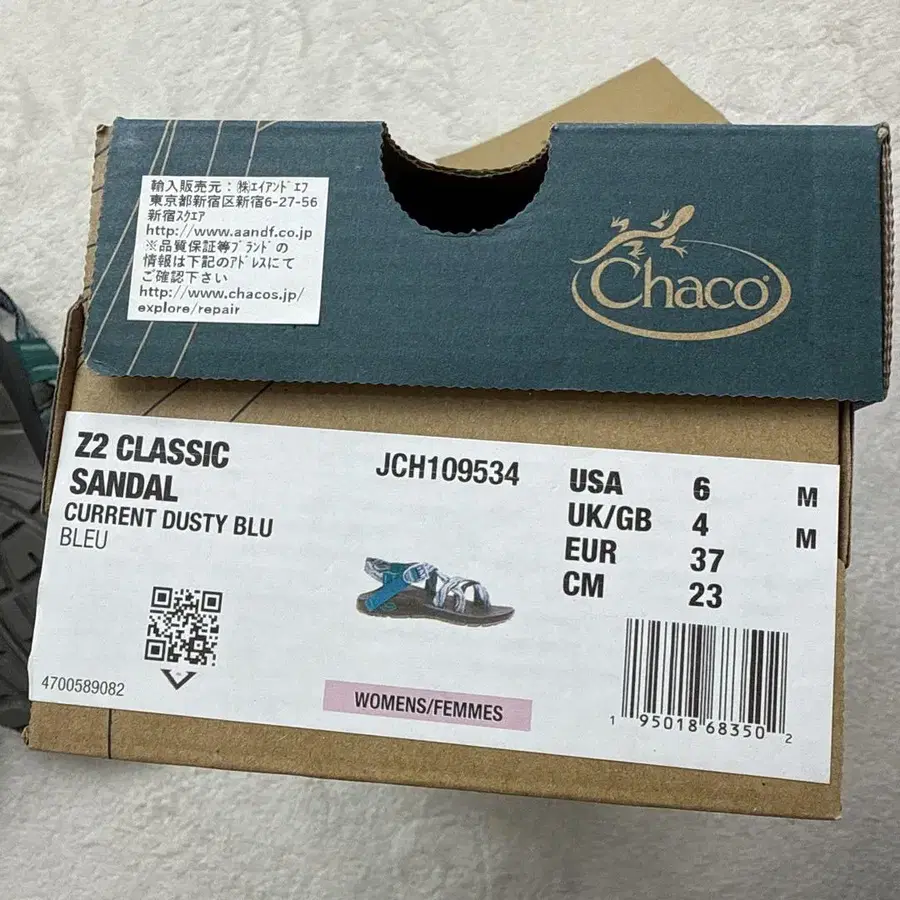 輸入販売元:㈱エイアンドエフ
東京都新宿区新宿6-27-56
新宿スクエア
http://www.aandf.co.jp
※品質保証等ブランドの
情報は下記のアドレスにて
ご確認下さい
http://www.chacos.jp/
explore/repair
Chaco
Z2 CLASSIC
SANDAL
CURRENT DUSTY BLU
BLEU
JCH109534
USA 6 M
UK/GB 4 M
EUR 37
CM 23
4700589082
WOMENS/FEMMES
1 95018 68350 2